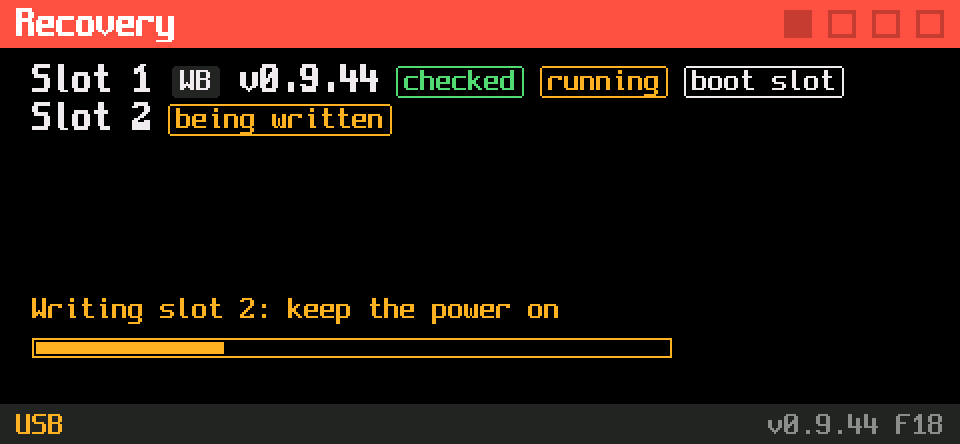 Recovery
Slot 1 WB v0.9.44 checked running boot slot
Slot 2 being written
Writing slot 2: keep the power on
USB v0.9.44 F18